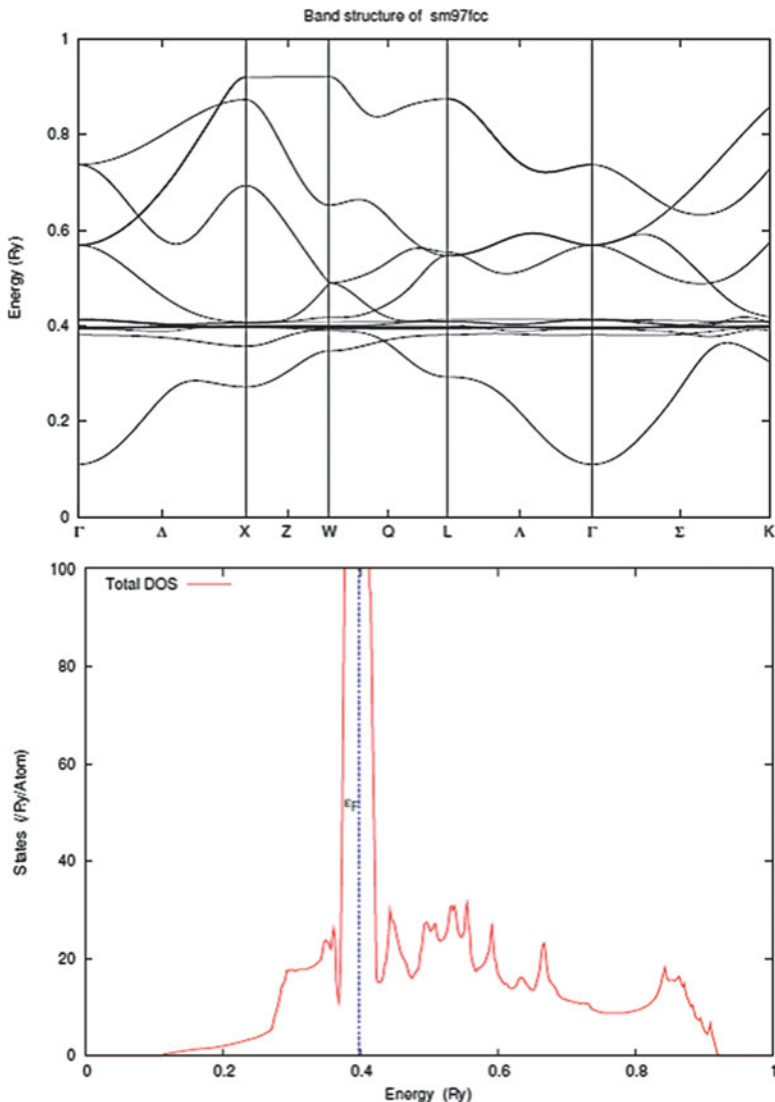 Band structure of sm97fcc
1
0.8
0.6
0.4
0.2
0
Energy (Ry)
Γ Δ X Z W Q L Λ Γ Σ K
100
80
60
40
20
0
Total DOS
εF
States (/Ry/Atom)
0 0.2 0.4 0.6 0.8 1
Energy (Ry)